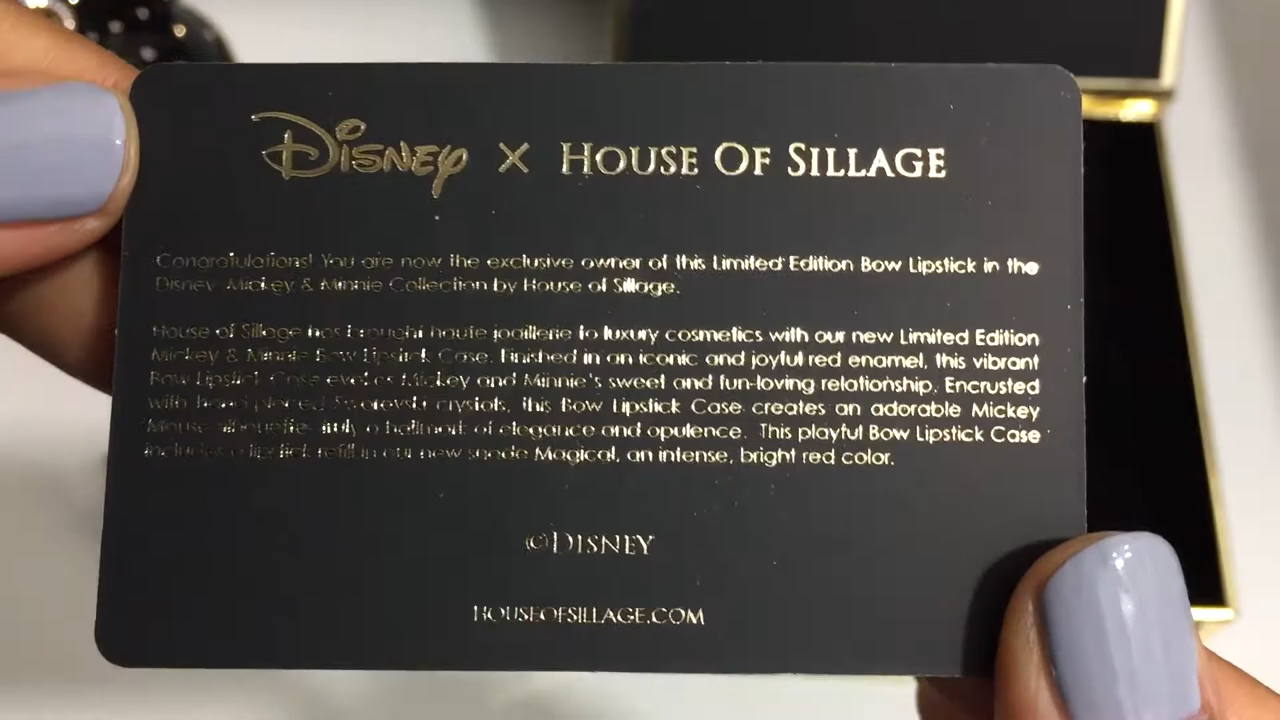 Disney X House Of Sillage
Congratulations! You are now the exclusive owner of this Limited Edition Bow Lipstick in the
Disney Mickey & Minnie Collection by House of Sillage.
House of Sillage has brought haute joaillerie to luxury cosmetics with our new Limited Edition
Mickey & Minnie Bow Lipstick Case. Finished in an iconic and joyful red enamel, this vibrant
Bow Lipstick Case evokes Mickey and Minnie's sweet and fun-loving relationship. Encrusted
with hand placed Swarovski crystals, this Bow Lipstick Case creates an adorable Mickey
Mouse silhouette, truly a hallmark of elegance and opulence. This playful Bow Lipstick Case
includes a lipstick refill in our new shade Magical, an intense, bright red color.
©DISNEY
HOUSEOFSILLAGE.COM